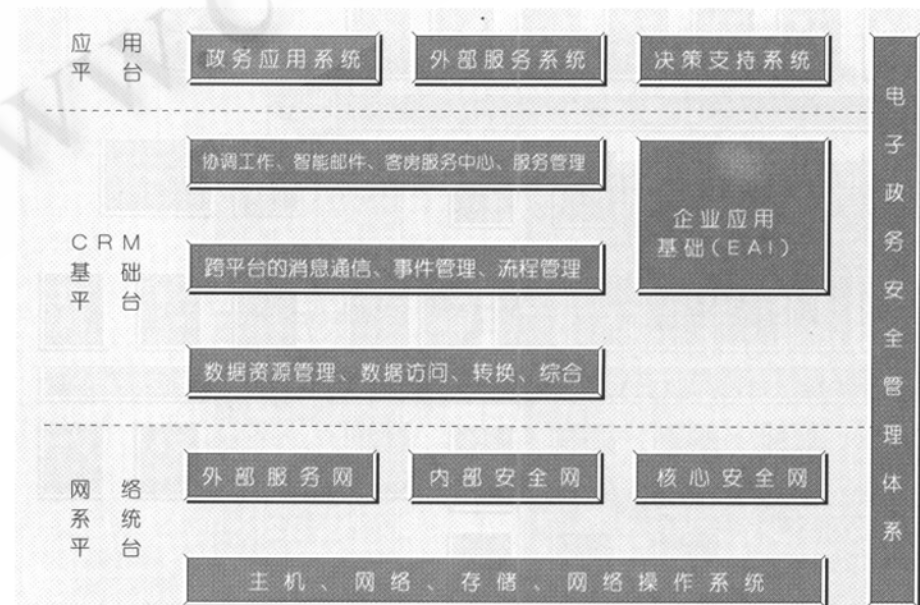 应 用
平 台
政务应用系统
外部服务系统
决策支持系统
协调工作、智能邮件、客房服务中心、服务管理
CRM
基 础
平 台
跨平台的消息通信、事件管理、流程管理
企业应用
基础(EAI)
数据资源管理、数据访问、转换、综合
网 络
系 统
平 台
外部服务网
内部安全网
核心安全网
主机、网络、存储、网络操作系统
电子政务安全管理体系